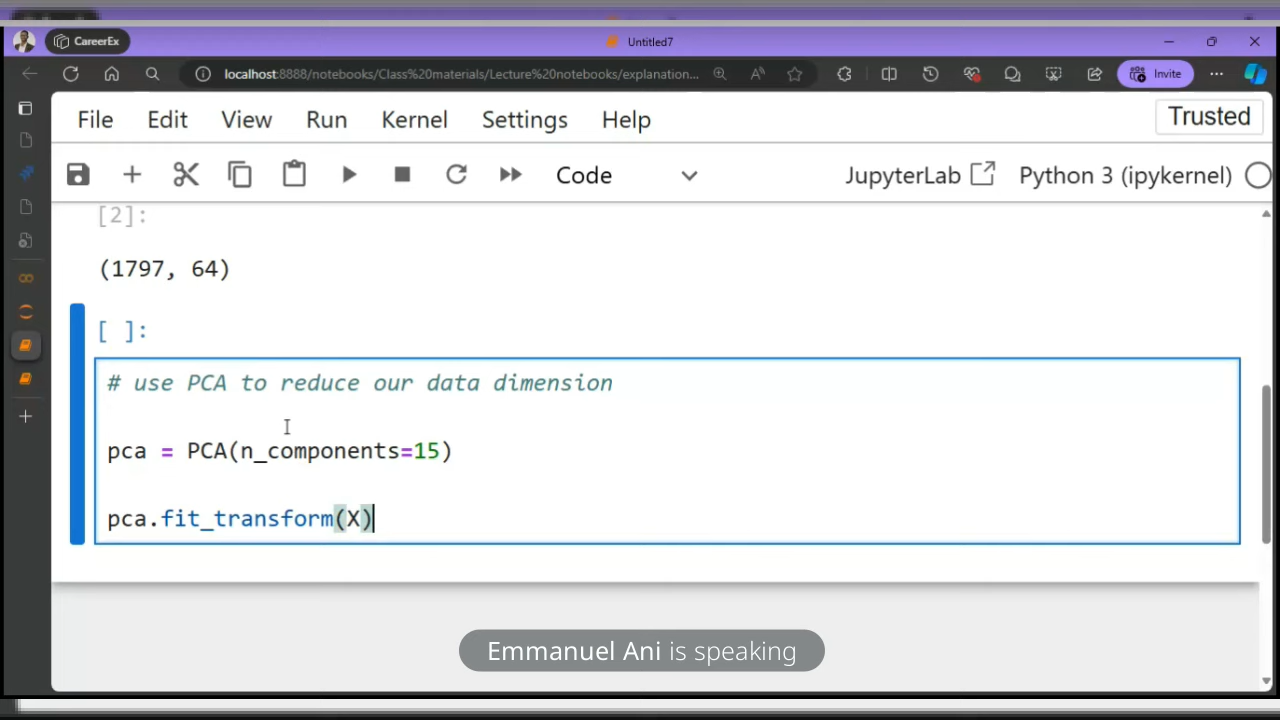 CareerEx
Untitled7
localhost:8888/notebooks/Class%20materials/Lecture%20notebooks/explanation...
Invite
File Edit View Run Kernel Settings Help
Trusted
Code
JupyterLab
Python 3 (ipykernel)
[2]:
(1797, 64)
[ ]:
# use PCA to reduce our data dimension
pca = PCA(n_components=15)
pca.fit_transform(X)
Emmanuel Ani is speaking